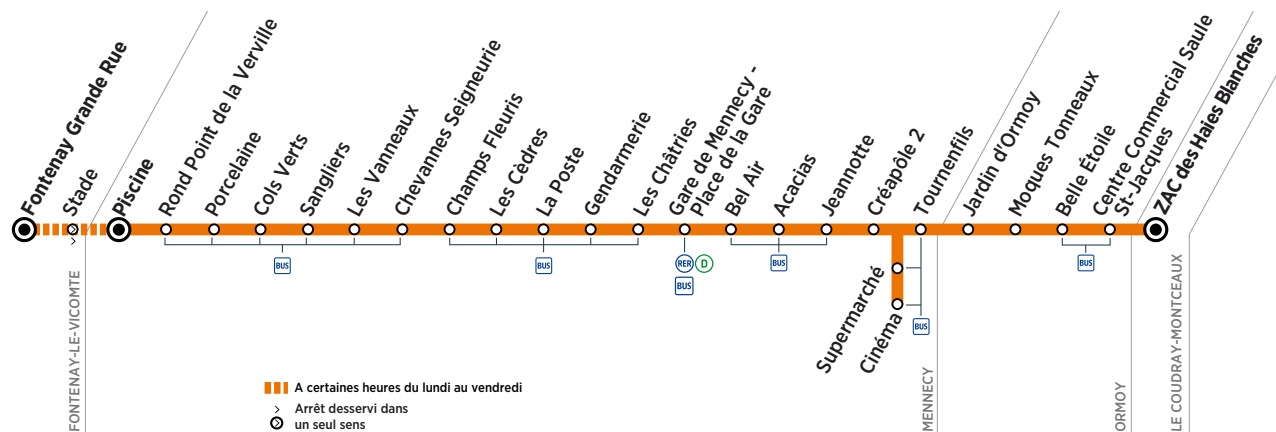 Fontenay Grande Rue
Stade
Piscine
Rond Point de la Verville
Porcelaine
Cols Verts
Sangliers
Les Vanneaux
Chevannes Seigneurie
Champs Fleuris
Les Cèdres
La Poste
Gendarmerie
Les Châtries
Gare de Mennecy -
Place de la Gare
Bel Air
Acacias
Jeannotte
Créapôle 2
Tournenfils
Jardin d'Ormoy
Moques Tonneaux
Belle Étoile
Centre Commercial Saule
St-Jacques
ZAC des Haies Blanches
BUS
BUS
RER D
BUS
BUS
BUS
Supermarché
Cinéma
BUS
FONTENAY-LE-VICOMTE
MENNECY
ORMOY
LE COUDRAY-MONTCEAUX
A certaines heures du lundi au vendredi
Arrêt desservi dans
un seul sens